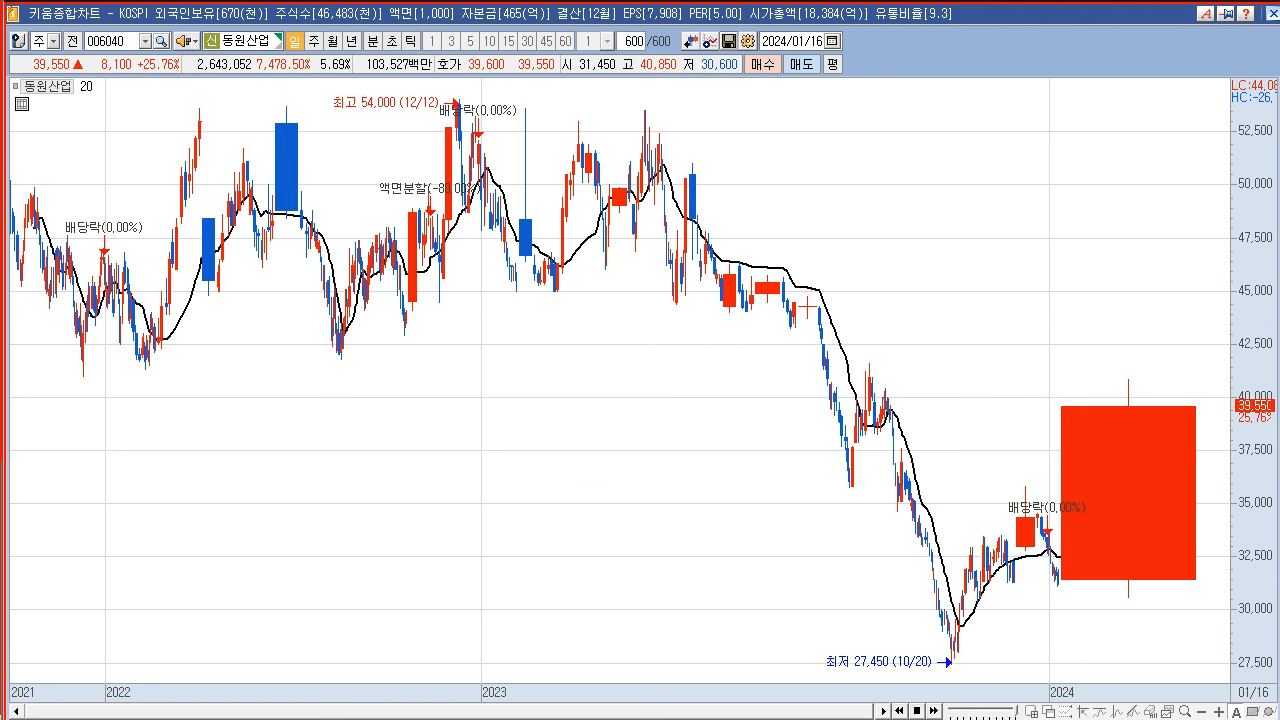 키움종합차트 - KOSPI 외국인보유[670(천)] 주식수[46,483(천)] 액면[1,000] 자본금[465(억)] 결산[12월] EPS[7,908] PER[5.00] 시가총액[18,384(억)] 유통비율[9.3]
주 전 006040 신 동원산업 일 주 월 년 분 초 틱 1 3 5 10 15 30 45 60 1 600 /600 2024/01/16
39,550 ▲ 8,100 +25.76% 2,643,052 7,478.50% 5.69% 103,527백만 호가 39,600 39,550 시 31,450 고 40,850 저 30,600 매수 매도 평
동원산업 20
LC:44,08
HC:-26,
최고 54,000 (12/12)
배당락(0,00%)
52,500
액면분할(-80,00%)
50,000
배당락(0,00%)
47,500
45,000
42,500
40,000
39,550
25,76%
37,500
배당락(0,00%)
35,000
32,500
30,000
최저 27,450 (10/20)
27,500
2021 2022 2023 2024 01/16
A